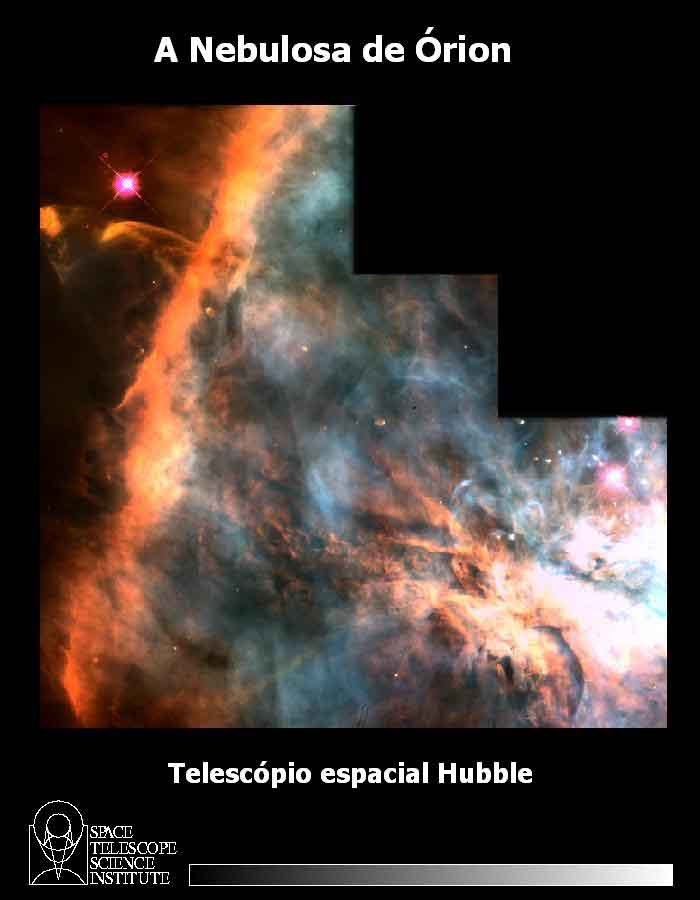 A Nebulosa de Órion
Telescópio espacial Hubble
SPACE
TELESCOPE
SCIENCE
INSTITUTE